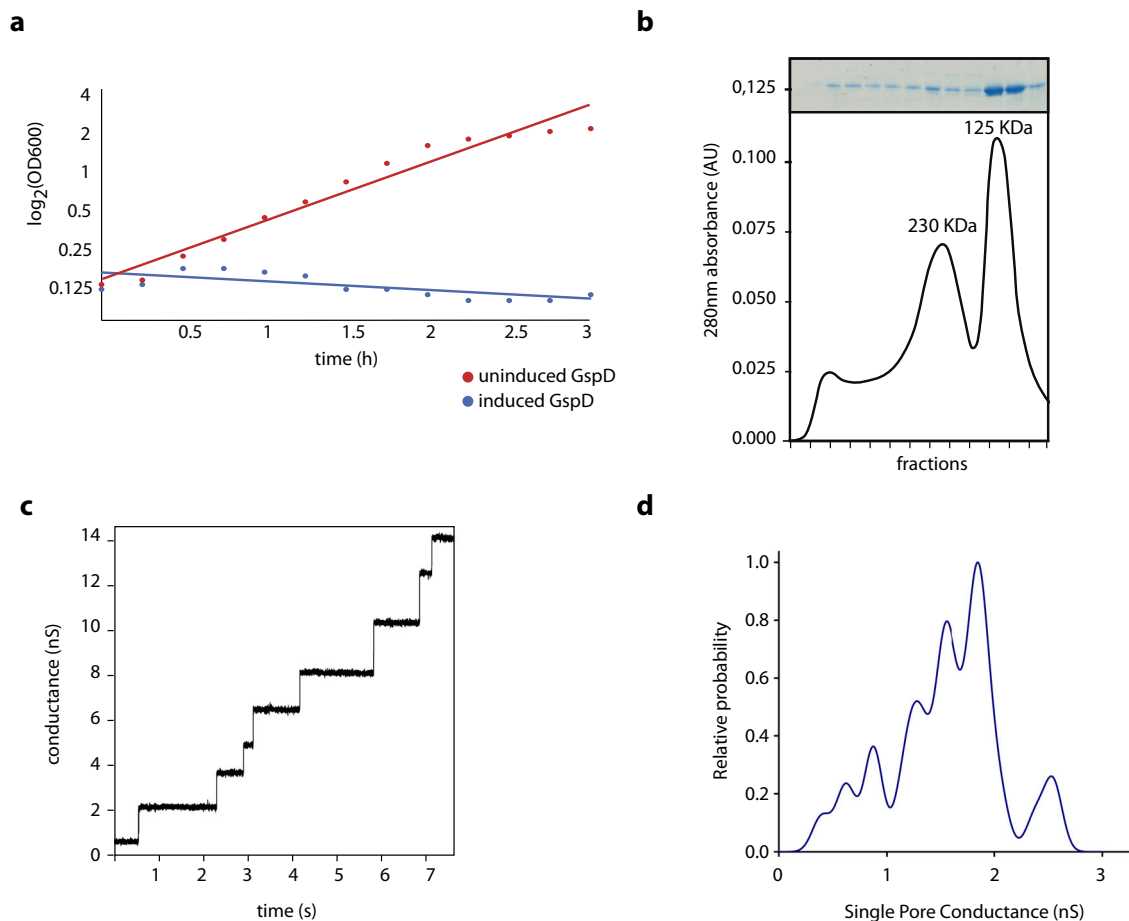 a
log2(OD600)
4
2
1
0.5
0.25
0.125
0.5 1 1.5 2 2.5 3
time (h)
uninduced GspD
induced GspD
b
280nm absorbance (AU)
0,125
0.100
0.075
0.050
0.025
0.000
125 KDa
230 KDa
fractions
c
conductance (nS)
14
12
10
8
6
4
2
0
1 2 3 4 5 6 7
time (s)
d
Relative probability
1.0
0.8
0.6
0.4
0.2
0.0
0 1 2 3
Single Pore Conductance (nS)